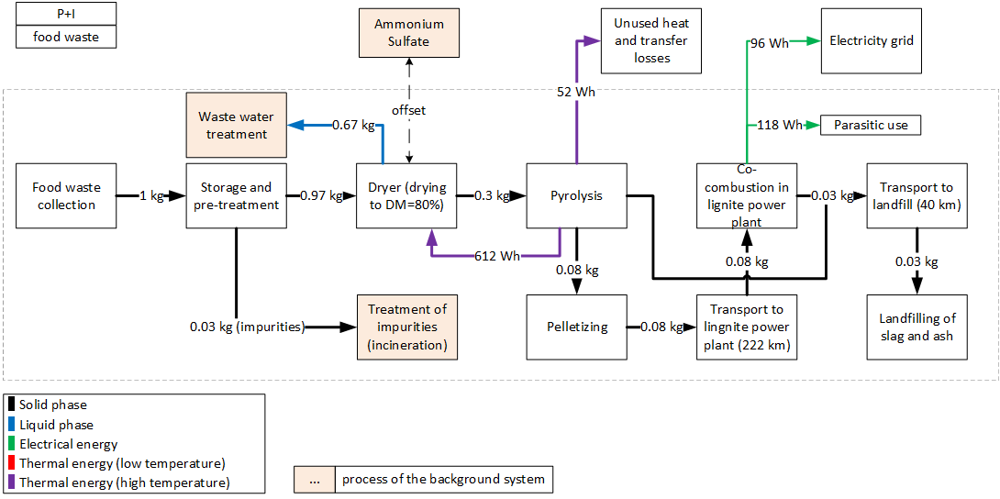 P+I
food waste
Ammonium
Sulfate
Unused heat
and transfer
losses
96 Wh
Electricity grid
52 Wh
offset
Waste water
treatment
0.67 kg
118 Wh
Parasitic use
Food waste
collection
1 kg
Storage and
pre-treatment
0.97 kg
Dryer (drying
to DM=80%)
0.3 kg
Pyrolysis
Co-
combustion in
lignite power
plant
0.03 kg
Transport to
landfill (40 km)
612 Wh
0.08 kg
0.08 kg
0.03 kg
0.03 kg (impurities)
Treatment of
impurities
(incineration)
Pelletizing
0.08 kg
Transport to
lingnite power
plant (222 km)
Landfilling of
slag and ash
Solid phase
Liquid phase
Electrical energy
Thermal energy (low temperature)
Thermal energy (high temperature)
...
process of the background system